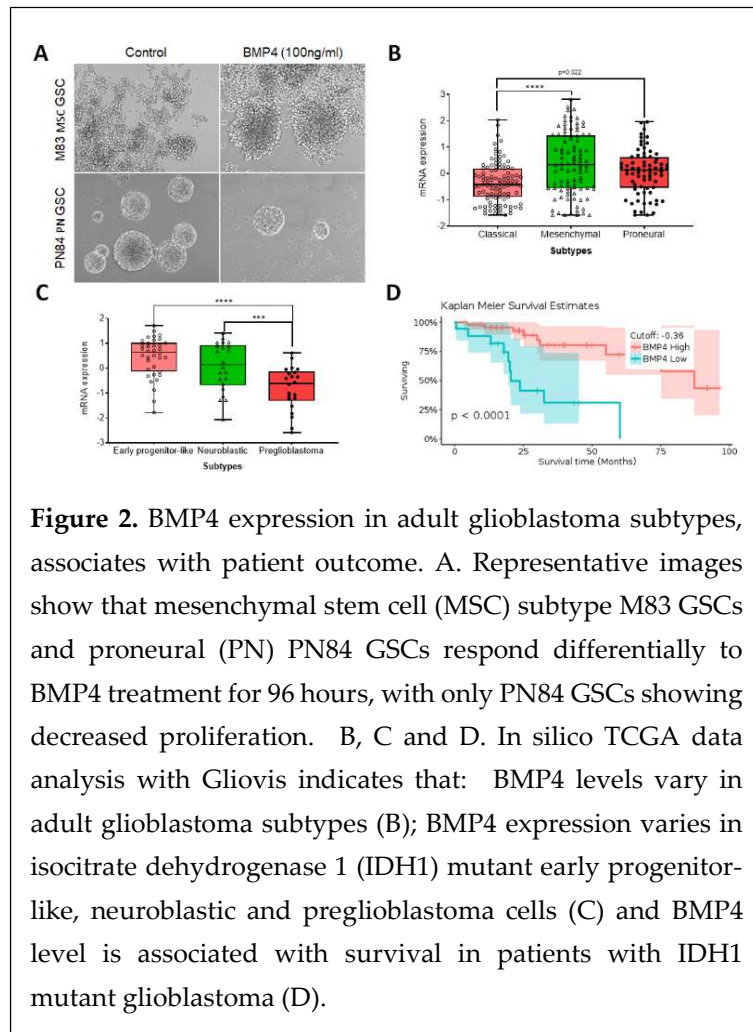 A
Control
BMP4 (100ng/ml)
M83 MSC GSC
PN84 PN GSC
B
p=0.022
****
mRNA expression
3
2
1
0
-1
-2
Classical
Mesenchymal
Proneural
Subtypes
C
****
***
mRNA expression
2
1
0
-1
-2
-3
Early progenitor-like
Neuroblastic
Preglioblastoma
Subtypes
D
Kaplan Meier Survival Estimates
Cutoff: -0.36
BMP4 High
BMP4 Low
Surviving
100%
75%
50%
25%
0%
p < 0.0001
0
25
50
75
100
Survival time (Months)
Figure 2. BMP4 expression in adult glioblastoma subtypes,
associates with patient outcome. A. Representative images
show that mesenchymal stem cell (MSC) subtype M83 GSCs
and proneural (PN) PN84 GSCs respond differentially to
BMP4 treatment for 96 hours, with only PN84 GSCs showing
decreased proliferation. B, C and D. In silico TCGA data
analysis with Gliovis indicates that: BMP4 levels vary in
adult glioblastoma subtypes (B); BMP4 expression varies in
isocitrate dehydrogenase 1 (IDH1) mutant early progenitor-
like, neuroblastic and preglioblastoma cells (C) and BMP4
level is associated with survival in patients with IDH1
mutant glioblastoma (D).